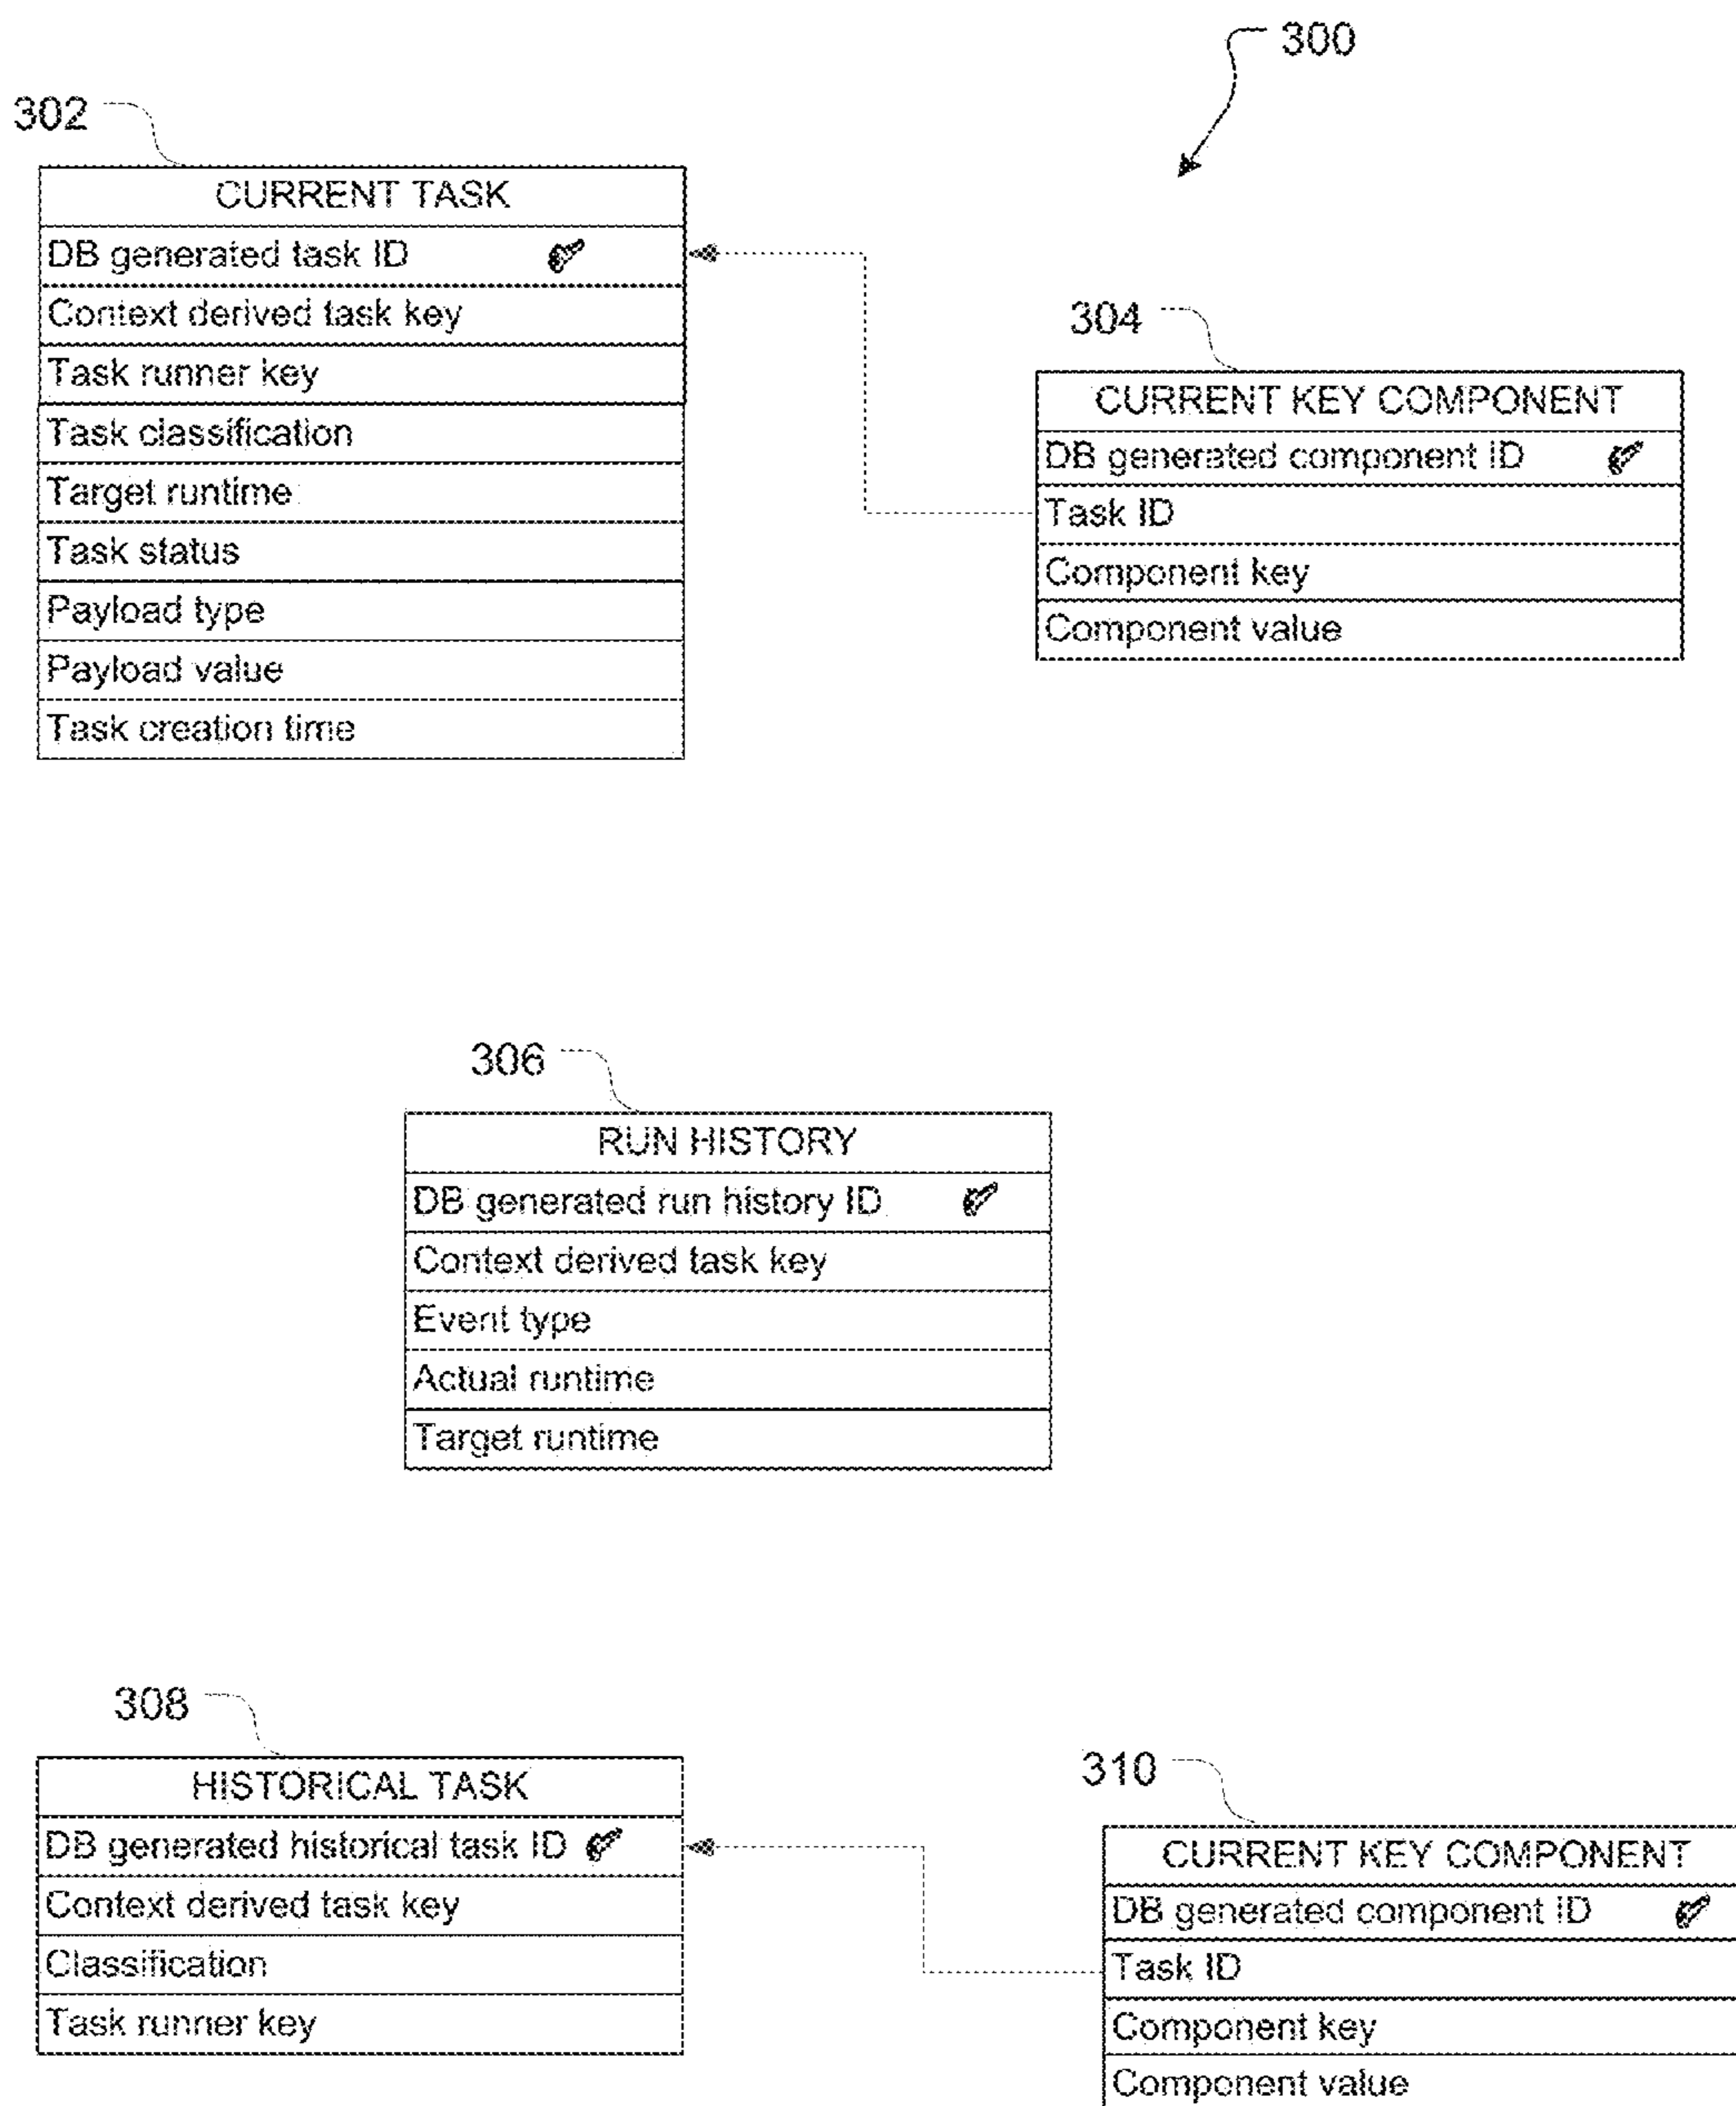 300
302
CURRENT TASK
DB generated task ID
Context derived task key
Task runner key
Task classification
Target runtime
Task status
Payload type
Payload value
Task creation time
304
CURRENT KEY COMPONENT
DB generated component ID
Task ID
Component key
Component value
306
RUN HISTORY
DB generated run history ID
Context derived task key
Event type
Actual runtime
Target runtime
308
HISTORICAL TASK
DB generated historical task ID
Context derived task key
Classification
Task runner key
310
CURRENT KEY COMPONENT
DB generated component ID
Task ID
Component key
Component value